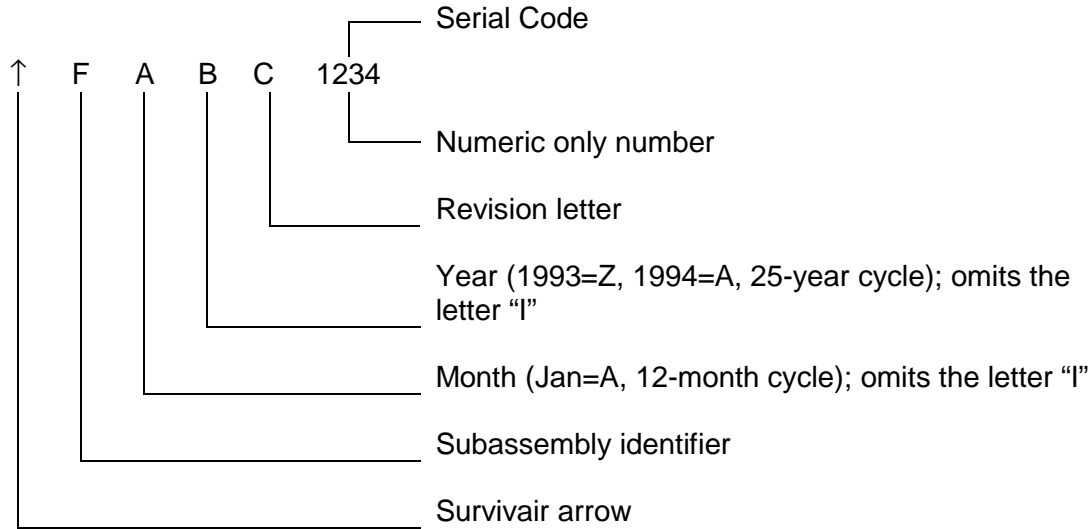 Serial Code
↑ F A B C 1234
Numeric only number
Revision letter
Year (1993=Z, 1994=A, 25-year cycle); omits the
letter “I”
Month (Jan=A, 12-month cycle); omits the letter “I”
Subassembly identifier
Survivair arrow